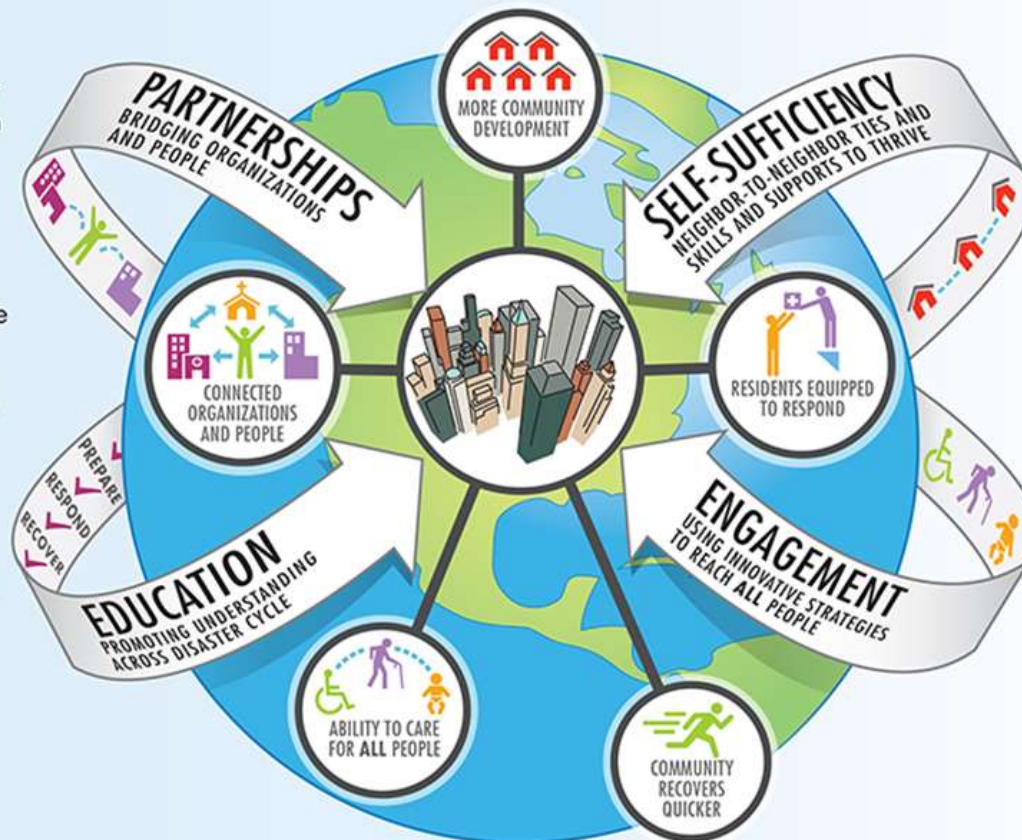 MORE COMMUNITY
DEVELOPMENT
PARTNERSHIPS
BRIDGING ORGANIZATIONS
AND PEOPLE
SELF-SUFFICIENCY
NEIGHBOR-TO-NEIGHBOR TIES AND
SKILLS AND SUPPORTS TO THRIVE
CONNECTED
ORGANIZATIONS
AND PEOPLE
RESIDENTS EQUIPPED
TO RESPOND
PREPARE
RESPOND
RECOVER
EDUCATION
PROMOTING UNDERSTANDING
ACROSS DISASTER CYCLE
ENGAGEMENT
USING INNOVATIVE STRATEGIES
TO REACH ALL PEOPLE
ABILITY TO CARE
FOR ALL PEOPLE
COMMUNITY
RECOVERS
QUICKER